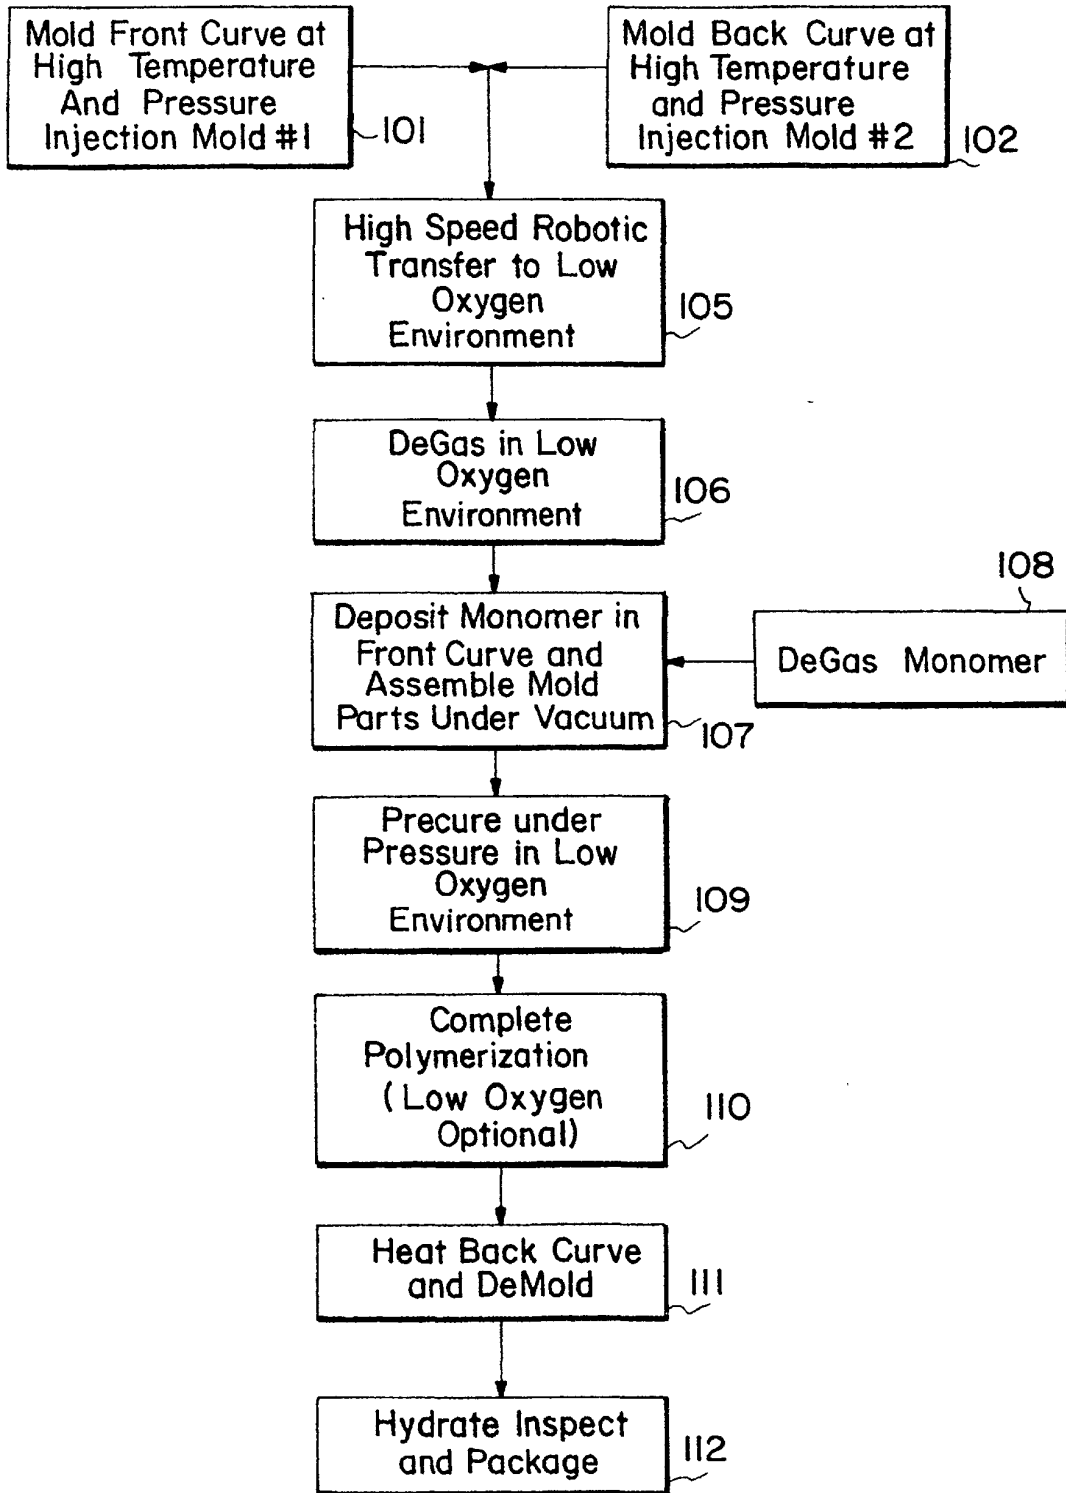 Mold Front Curve at
High Temperature
And Pressure
Injection Mold #1
101
Mold Back Curve at
High Temperature
and Pressure
Injection Mold #2
102
High Speed Robotic
Transfer to Low
Oxygen
Environment
105
DeGas in Low
Oxygen
Environment
106
Deposit Monomer in
Front Curve and
Assemble Mold
Parts Under Vacuum
107
108
DeGas Monomer
Precure under
Pressure in Low
Oxygen
Environment
109
Complete
Polymerization
(Low Oxygen
Optional)
110
Heat Back Curve
and DeMold
111
Hydrate Inspect
and Package
112